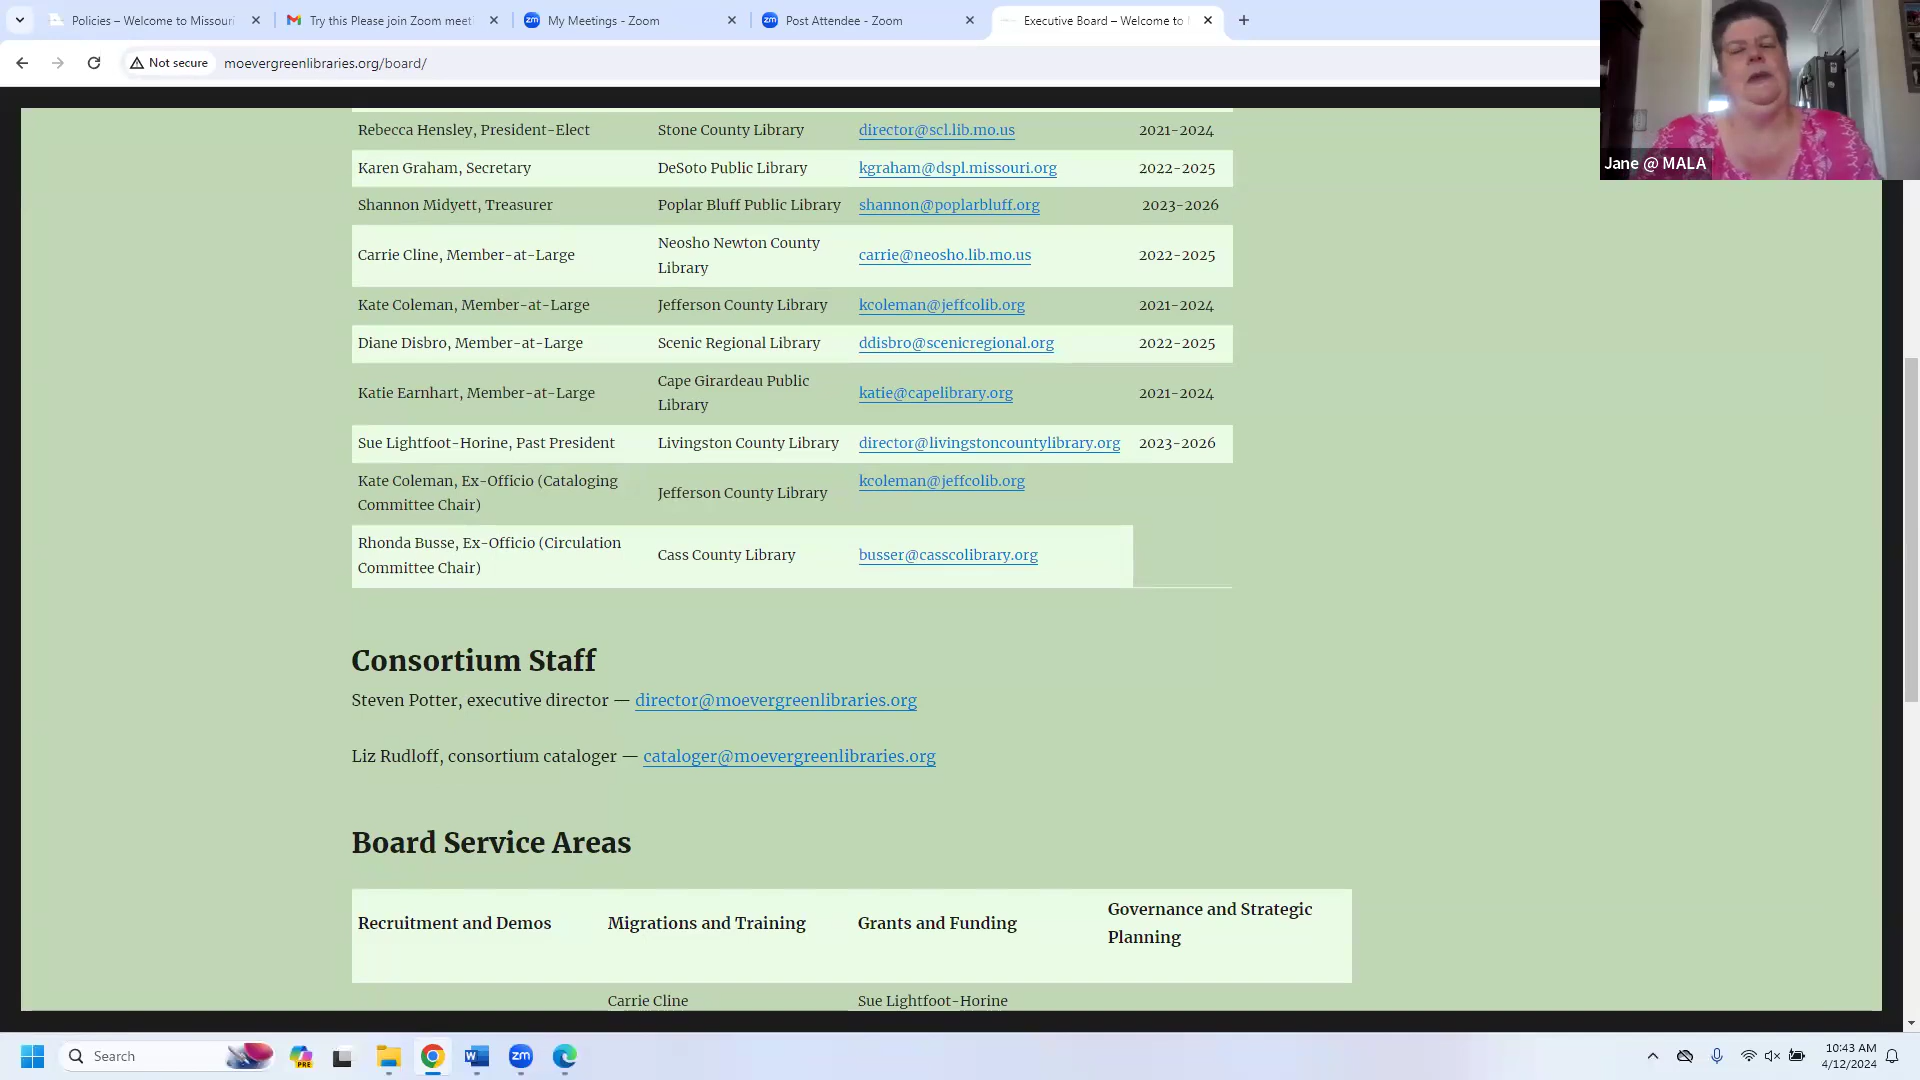 Policies – Welcome to Missouri
Try this Please join Zoom meeti
My Meetings - Zoom
Post Attendee - Zoom
Executive Board – Welcome to
Not secure
moevergreenlibraries.org/board/
Jane @ MALA
Rebecca Hensley, President-Elect Stone County Library director@scl.lib.mo.us 2021-2024
Karen Graham, Secretary DeSoto Public Library kgraham@dspl.missouri.org 2022-2025
Shannon Midyett, Treasurer Poplar Bluff Public Library shannon@poplarbluff.org 2023-2026
Carrie Cline, Member-at-Large Neosho Newton County
Library carrie@neosho.lib.mo.us 2022-2025
Kate Coleman, Member-at-Large Jefferson County Library kcoleman@jeffcolib.org 2021-2024
Diane Disbro, Member-at-Large Scenic Regional Library ddisbro@scenicregional.org 2022-2025
Katie Earnhart, Member-at-Large Cape Girardeau Public
Library katie@capelibrary.org 2021-2024
Sue Lightfoot-Horine, Past President Livingston County Library director@livingstoncountylibrary.org 2023-2026
Kate Coleman, Ex-Officio (Cataloging
Committee Chair) Jefferson County Library kcoleman@jeffcolib.org
Rhonda Busse, Ex-Officio (Circulation
Committee Chair) Cass County Library busser@casscolibrary.org
Consortium Staff
Steven Potter, executive director — director@moevergreenlibraries.org
Liz Rudloff, consortium cataloger — cataloger@moevergreenlibraries.org
Board Service Areas
Recruitment and Demos Migrations and Training Grants and Funding Governance and Strategic
Planning
Carrie Cline Sue Lightfoot-Horine
Search
10:43 AM
4/12/2024